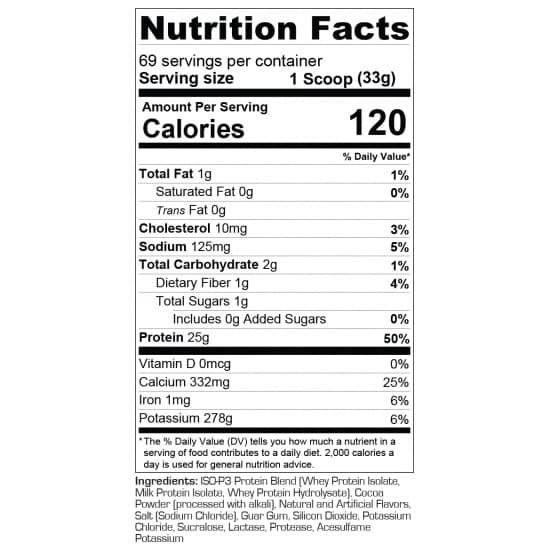 Nutrition Facts
69 servings per container
Serving size 1 Scoop (33g)
Amount Per Serving
Calories 120
% Daily Value*
Total Fat 1g 1%
Saturated Fat 0g 0%
Trans Fat 0g
Cholesterol 10mg 3%
Sodium 125mg 5%
Total Carbohydrate 2g 1%
Dietary Fiber 1g 4%
Total Sugars 1g
Includes 0g Added Sugars 0%
Protein 25g 50%
Vitamin D 0mcg 0%
Calcium 332mg 25%
Iron 1mg 6%
Potassium 278g 6%
*The % Daily Value (DV) tells you how much a nutrient in a
serving of food contributes to a daily diet. 2,000 calories a
day is used for general nutrition advice.
Ingredients: ISO-P3 Protein Blend (Whey Protein Isolate,
Milk Protein Isolate, Whey Protein Hydrolysate), Cocoa
Powder (processed with alkali), Natural and Artificial Flavors,
Salt (Sodium Chloride), Guar Gum, Silicon Dioxide, Potassium
Chloride, Sucralose, Lactase, Protease, Acesulfame
Potassium